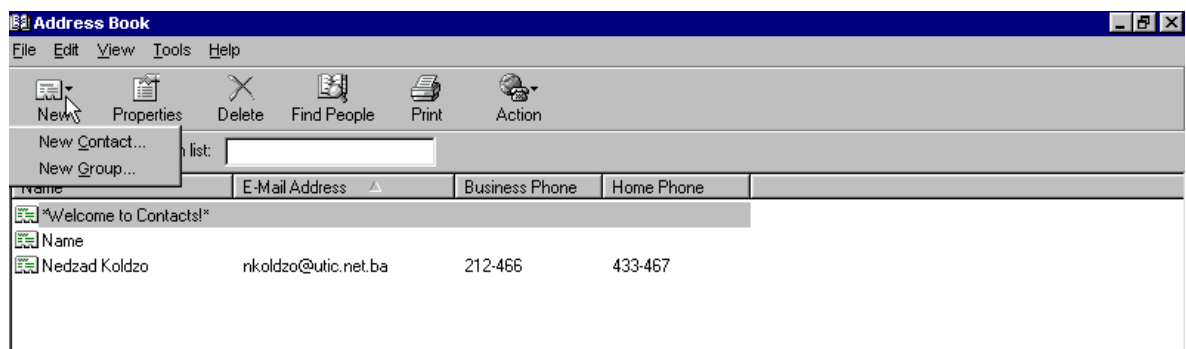 Address Book
File Edit View Tools Help
New Properties Delete Find People Print Action
New Contact...
New Group...
list:
Name E-Mail Address Business Phone Home Phone
*Welcome to Contacts!*
Name
Nedzad Koldzo nkoldzo@utic.net.ba 212-466 433-467